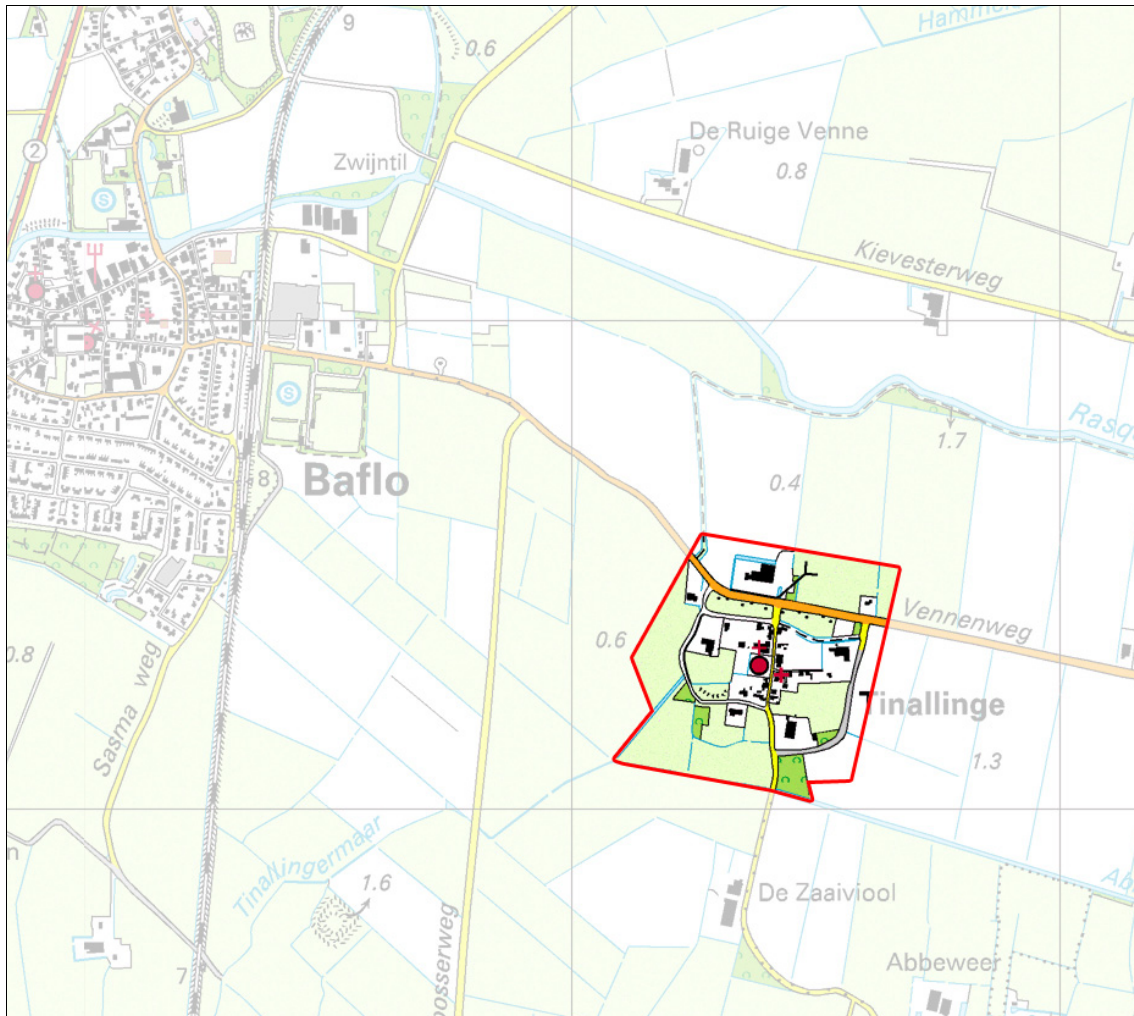 9
0.6
De Ruige Venne
Zwijntil
0.8
2
S
Kievesterweg
S
1.7
Baflo
8
0.4
Vennenweg
0.6
0.8
Sasma weg
Tinallinge
1.3
Tinallingermaar
1.6
De Zaaiviool
Abbeweer
7